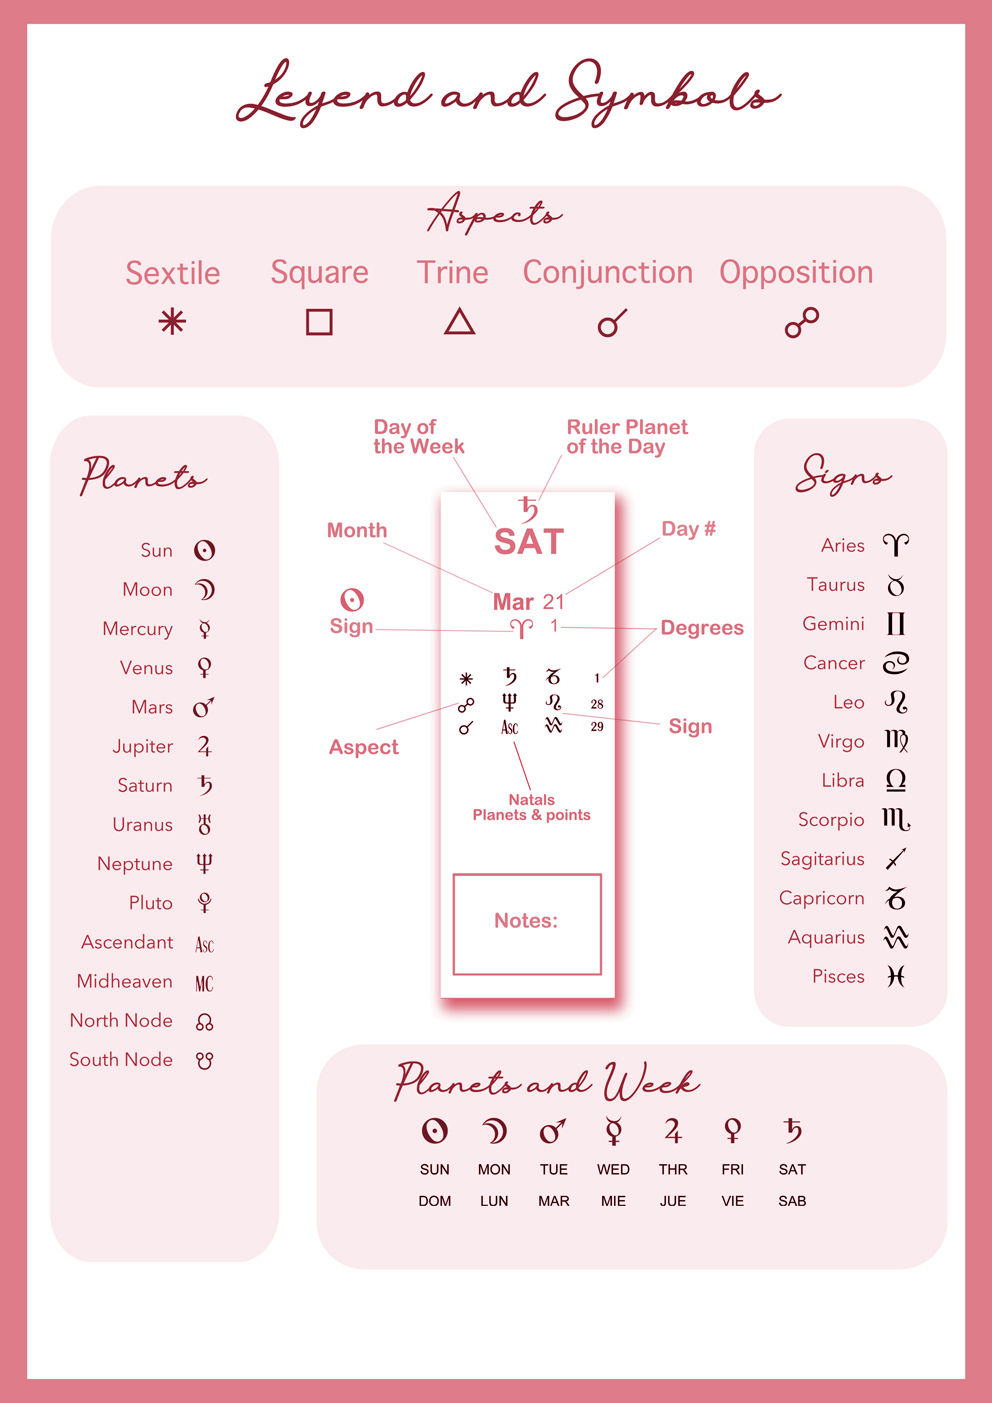 Leyend and Symbols
Aspects
Sextile Square Trine Conjunction Opposition
Planets
Sun ☉
Moon ☽
Mercury ☿
Venus ♀
Mars ♂
Jupiter ♃
Saturn ♄
Uranus ♅
Neptune ♆
Pluto ♇
Ascendant Asc
Midheaven MC
North Node ☊
South Node ☋
Day of
the Week
Ruler Planet
of the Day
Month
Day #
♄
SAT
Mar 21
♈ 1
☉
Sign
Degrees
⚹ ♄ ♑ 1
☍ ♆ ♌ 28
☌ Asc ♒ 29
Aspect
Sign
Natals
Planets & points
Notes:
Signs
Aries ♈
Taurus ♉
Gemini ♊
Cancer ♋
Leo ♌
Virgo ♍
Libra ♎
Scorpio ♏
Sagitarius ♐
Capricorn ♑
Aquarius ♒
Pisces ♓
Planets and Week
☉ ☽ ♂ ☿ ♃ ♀ ♄
SUN MON TUE WED THR FRI SAT
DOM LUN MAR MIE JUE VIE SAB